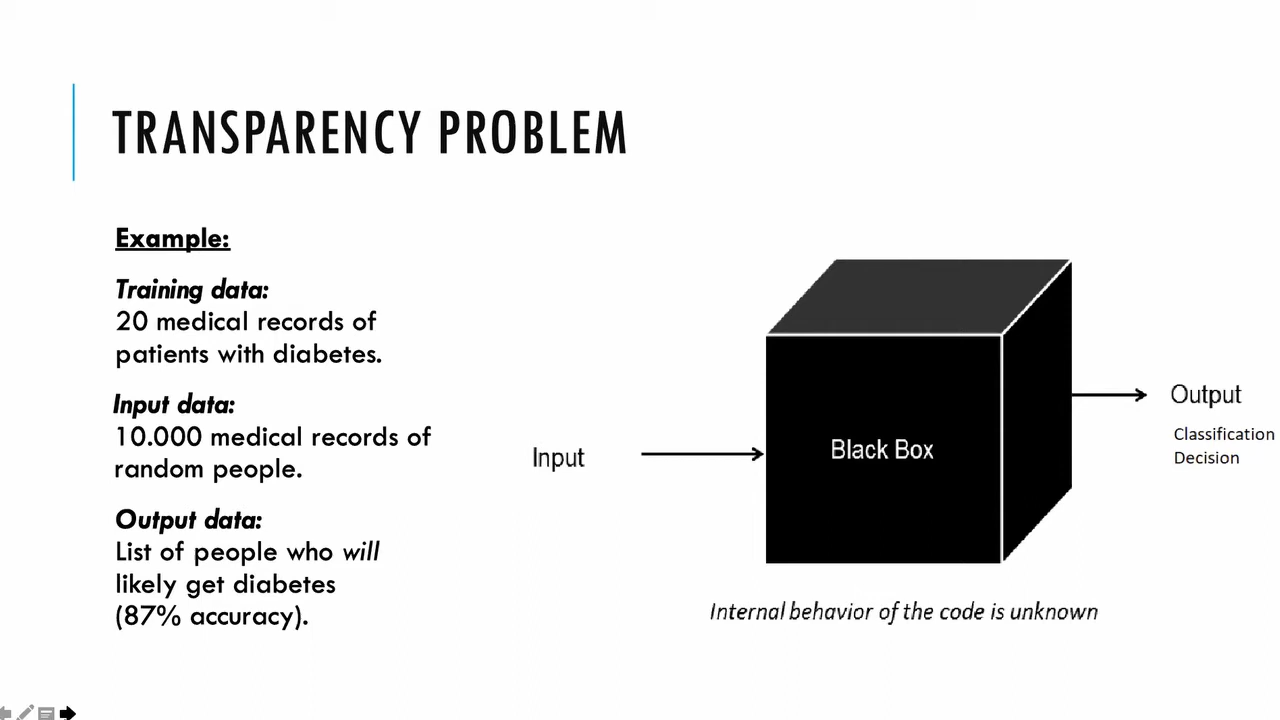 TRANSPARENCY PROBLEM
Example:
Training data:
20 medical records of
patients with diabetes.
Input data:
10.000 medical records of
random people.
Output data:
List of people who will
likely get diabetes
(87% accuracy).
Input
Black Box
Output
Classification
Decision
Internal behavior of the code is unknown